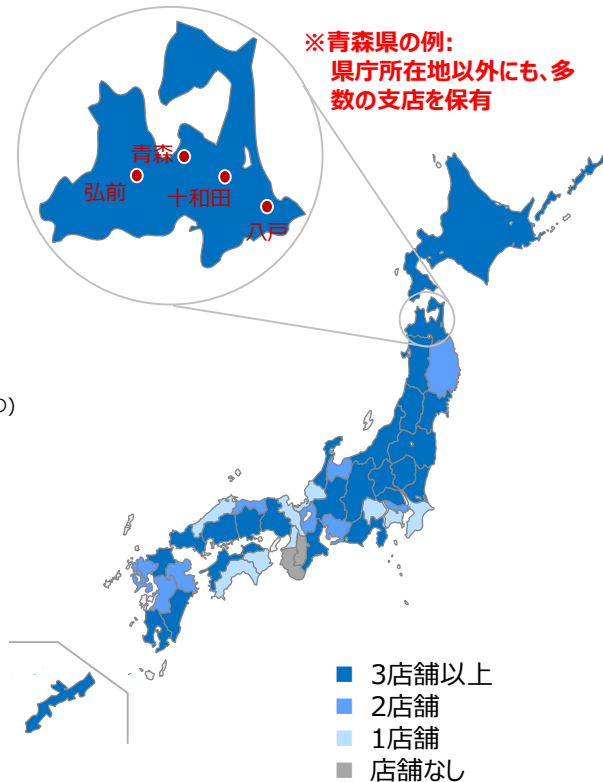 ※青森県の例:
県庁所在地以外にも、多
数の支店を保有
青森
弘前
十和田
八戸
3店舗以上
2店舗
1店舗
店舗なし